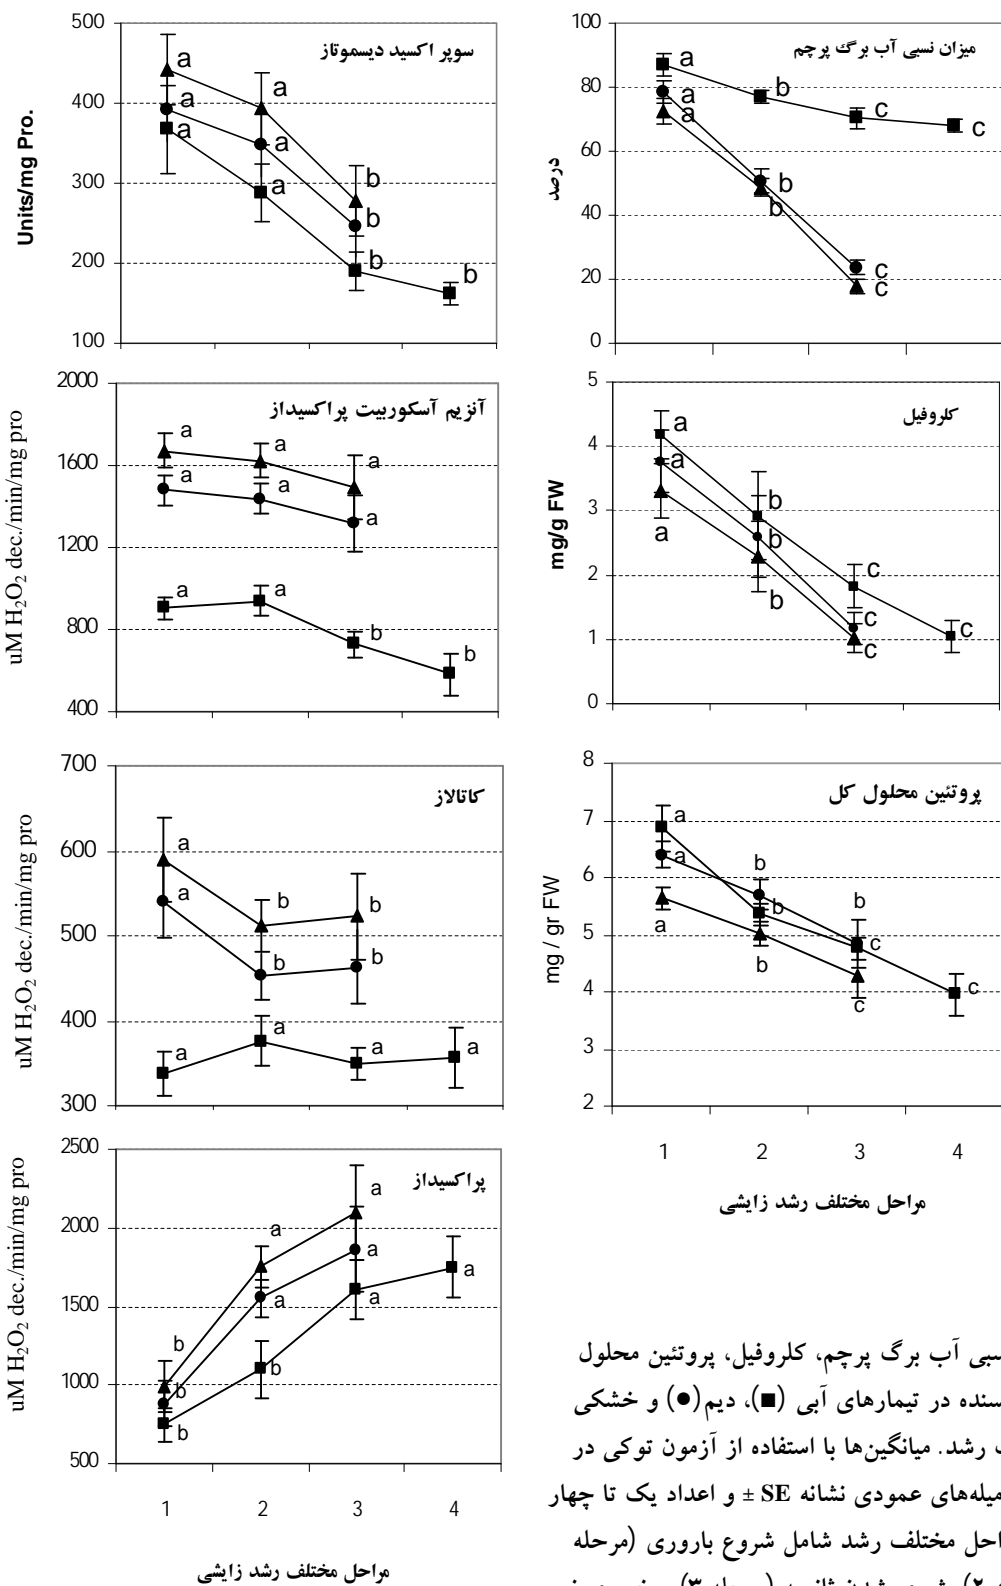 500
400
300
200
100
Units/mg Pro.
سوپر اکسید دیسموتاز
a
a
a
a
a
a
b
b
b
b
100
80
60
40
20
0
درصد
میزان نسبی آب برگ پرچم
a
a
a
b
b
b
c
c
c
c
2000
1600
1200
800
400
uM H₂O₂ dec./min/mg pro
آنزیم آسکوربیت پراکسیداز
a
a
a
a
a
a
a
a
b
b
5
4
3
2
1
0
mg/g FW
کلروفیل
a
a
a
b
b
b
c
c
c
c
700
600
500
400
300
uM H₂O₂ dec./min/mg pro
کاتالاز
a
b
b
a
b
b
a
a
a
a
8
7
6
5
4
3
2
mg / gr FW
پروتئین محلول کل
a
a
a
b
b
b
b
c
c
c
1 2 3 4
مراحل مختلف رشد زایشی
2500
2000
1500
1000
500
uM H₂O₂ dec./min/mg pro
پراکسیداز
b
a
a
b
a
a
b
b
a
a
1 2 3 4
مراحل مختلف رشد زایشی
سبی آب برگ پرچم، کلروفیل، پروتئین محلول
سنده در تیمارهای آبی (■)، دیم(●) و خشکی
رشد. میانگین‌ها با استفاده از آزمون توکی در
میله‌های عمودی نشانه SE ± و اعداد یک تا چهار
احل مختلف رشد شامل شروع باروری (مرحله